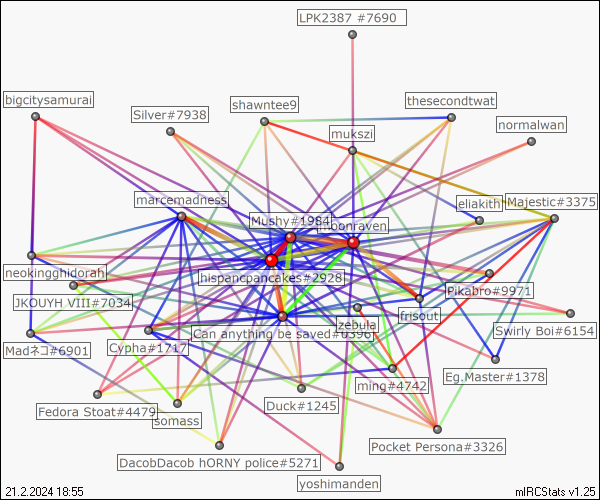 LPK2387 #7690
bigcitysamurai
Silver#7938
shawntee9
thesecondtwat
mukszi
normalwan
marcemadness
Mushy#1984
moonraven
eliakith
Majestic#3375
neokingghidorah
hispancpancakes#2928
JKOUYH VIII#7034
Pikabro#9971
Can anything be saved#0396
zebula
frisout
Swirly Boi#6154
Madネコ#6901
Cypha#1717
Eg.Master#1378
ming#4742
Fedora Stoat#4479
somass
Duck#1245
Pocket Persona#3326
DacobDacob hORNY police#5271
yoshimanden
21.2.2024 18:55
mIRCStats v1.25